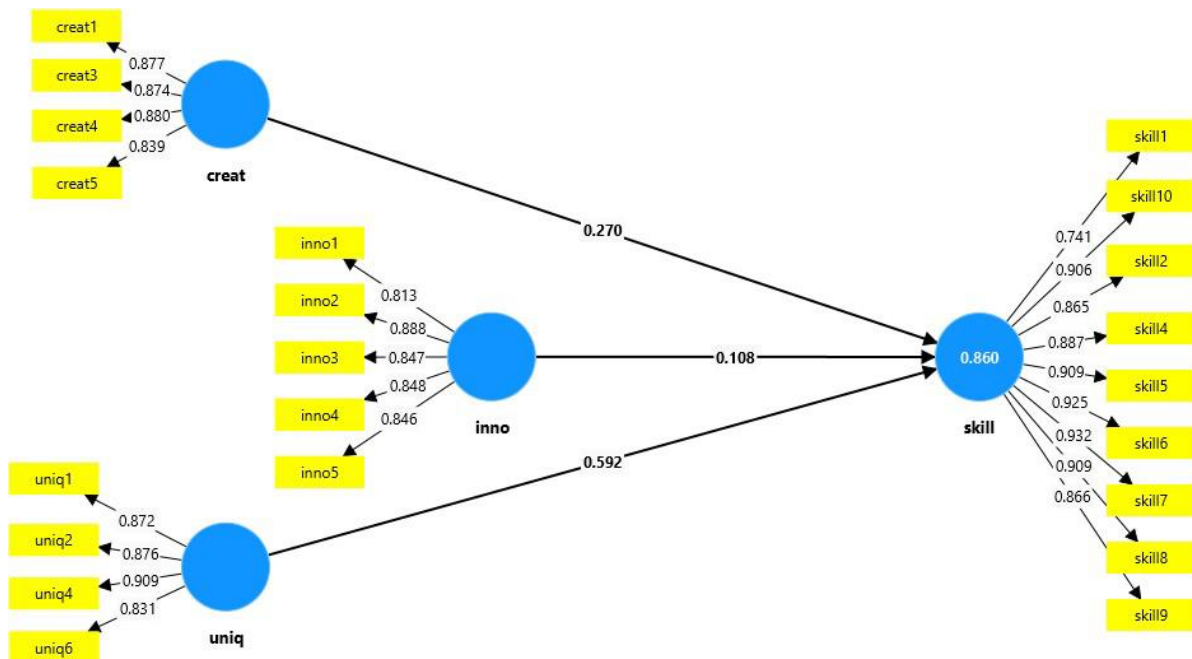 creat1
creat3
creat4
creat5
0.877
0.874
0.880
0.839
creat
inno1
inno2
inno3
inno4
inno5
0.813
0.888
0.847
0.848
0.846
inno
uniq1
uniq2
uniq4
uniq6
0.872
0.876
0.909
0.831
uniq
0.270
0.108
0.592
0.860
skill
0.741
0.906
0.865
0.887
0.909
0.925
0.932
0.909
0.866
skill1
skill10
skill2
skill4
skill5
skill6
skill7
skill8
skill9